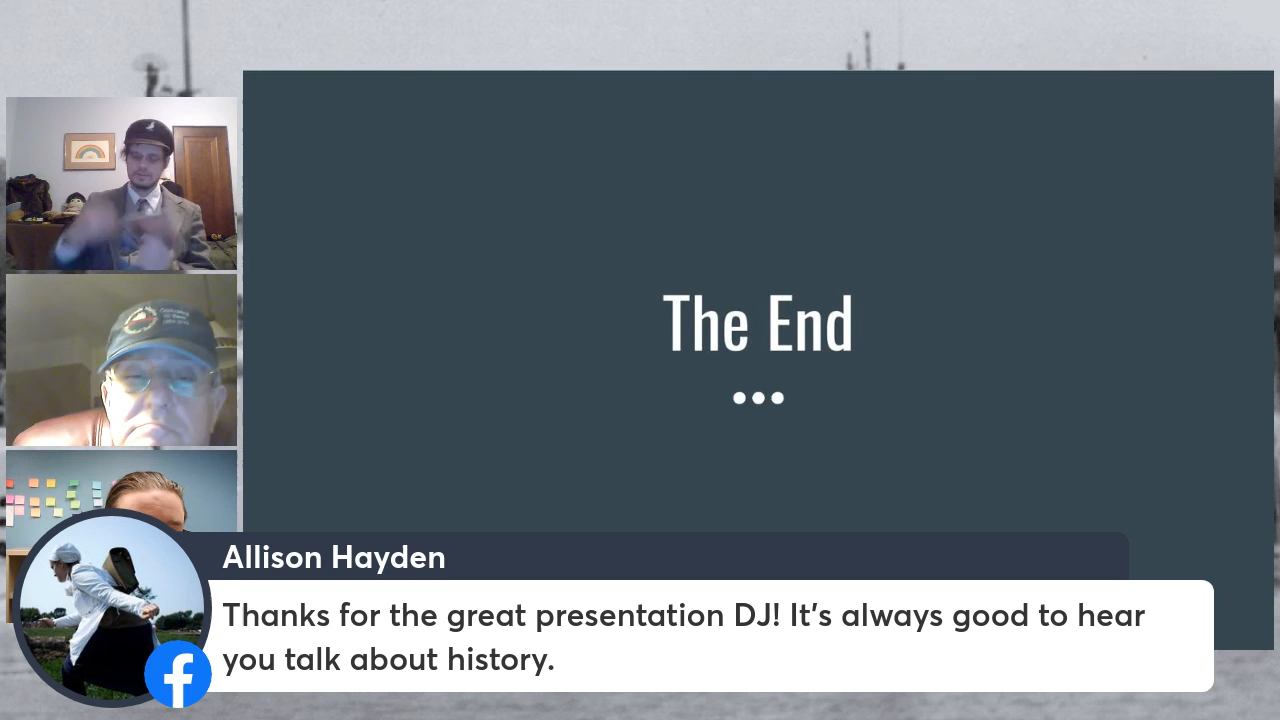 The End
Allison Hayden
Thanks for the great presentation DJ! It's always good to hear
you talk about history.